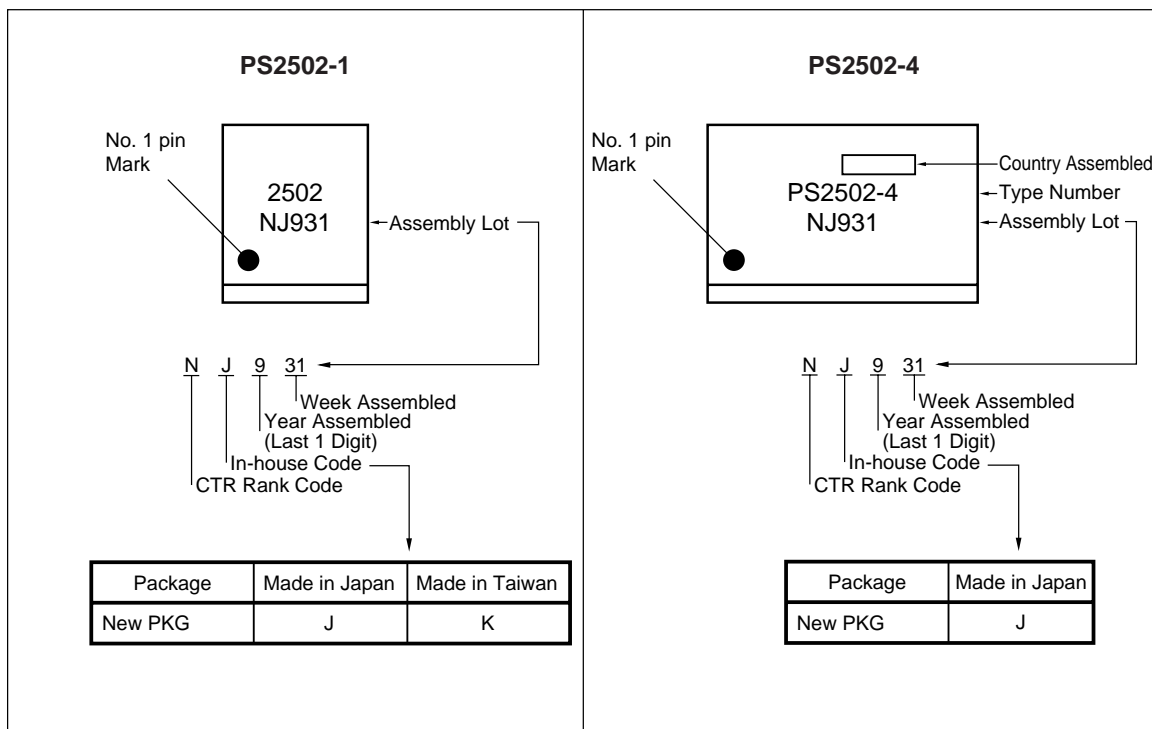 PS2502-1
No. 1 pin
Mark
2502
NJ931
Assembly Lot
N J 9 31
Week Assembled
Year Assembled
(Last 1 Digit)
In-house Code
CTR Rank Code
Package Made in Japan Made in Taiwan
New PKG J K
PS2502-4
No. 1 pin
Mark
Country Assembled
PS2502-4
Type Number
NJ931
Assembly Lot
N J 9 31
Week Assembled
Year Assembled
(Last 1 Digit)
In-house Code
CTR Rank Code
Package Made in Japan
New PKG J